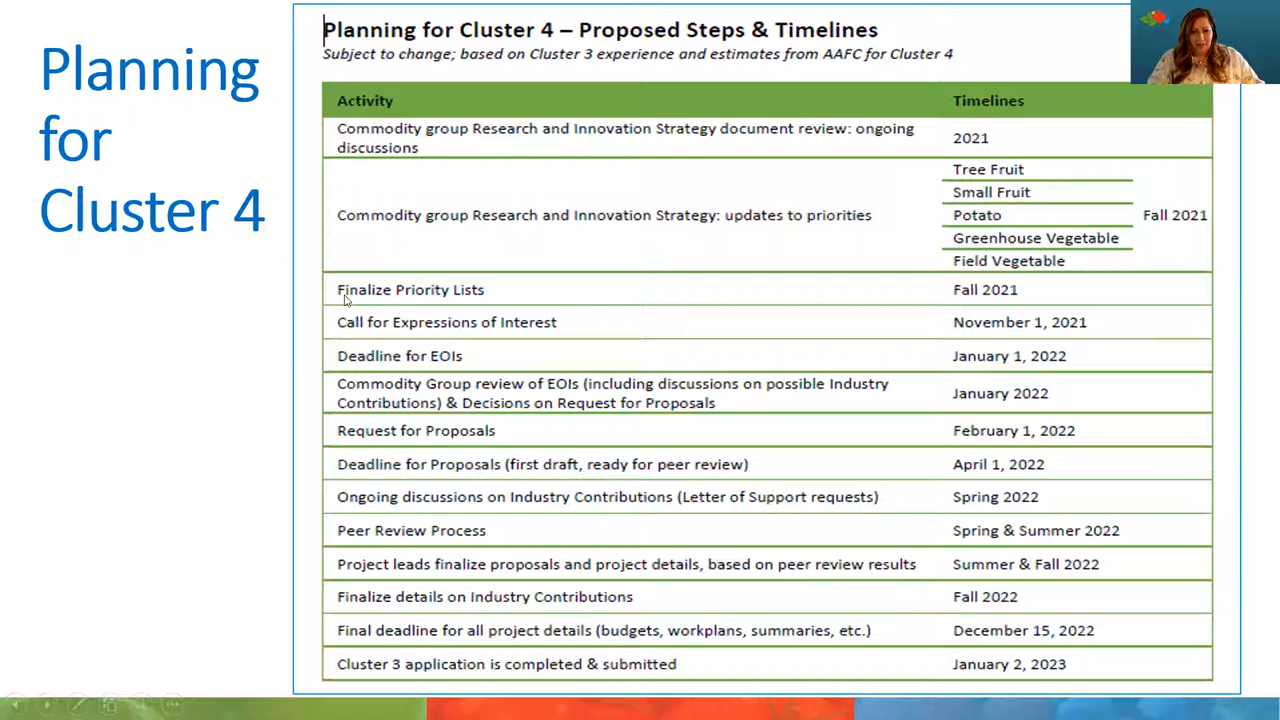 Planning
for
Cluster 4
Planning for Cluster 4 – Proposed Steps & Timelines
Subject to change; based on Cluster 3 experience and estimates from AAFC for Cluster 4
Activity Timelines
Commodity group Research and Innovation Strategy document review: ongoing
discussions
2021
Commodity group Research and Innovation Strategy: updates to priorities
Tree Fruit
Small Fruit
Potato
Greenhouse Vegetable
Field Vegetable
Fall 2021
Finalize Priority Lists Fall 2021
Call for Expressions of Interest November 1, 2021
Deadline for EOIs January 1, 2022
Commodity Group review of EOIs (including discussions on possible Industry
Contributions) & Decisions on Request for Proposals
January 2022
Request for Proposals February 1, 2022
Deadline for Proposals (first draft, ready for peer review) April 1, 2022
Ongoing discussions on Industry Contributions (Letter of Support requests) Spring 2022
Peer Review Process Spring & Summer 2022
Project leads finalize proposals and project details, based on peer review results Summer & Fall 2022
Finalize details on Industry Contributions Fall 2022
Final deadline for all project details (budgets, workplans, summaries, etc.) December 15, 2022
Cluster 3 application is completed & submitted January 2, 2023